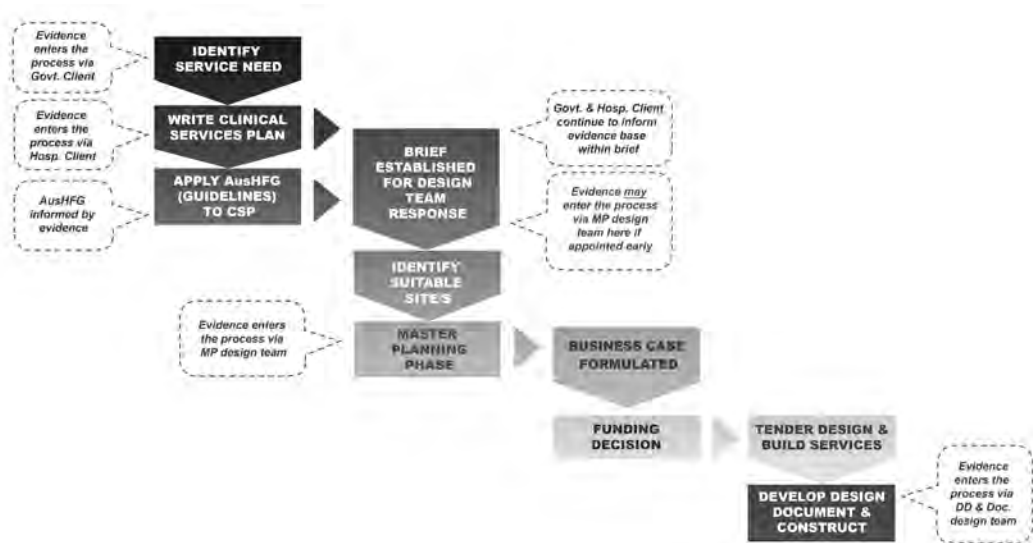 Evidence
enters the
process via
Govt. Client
IDENTIFY
SERVICE NEED
Evidence
enters the
process via
Hosp. Client
WRITE CLINICAL
SERVICES PLAN
Govt. & Hosp. Client
continue to inform
evidence base
within brief
BRIEF
ESTABLISHED
FOR DESIGN
TEAM
RESPONSE
AusHFG
informed by
evidence
APPLY AusHFG
(GUIDELINES)
TO CSP
Evidence may
enter the process
via MP design
team here if
appointed early
IDENTIFY
SUITABLE
SITE/S
Evidence enters
the process via
MP design team
MASTER
PLANNING
PHASE
BUSINESS CASE
FORMULATED
FUNDING
DECISION
TENDER DESIGN &
BUILD SERVICES
DEVELOP DESIGN
DOCUMENT &
CONSTRUCT
Evidence
enters the
process via
DD & Doc.
design team